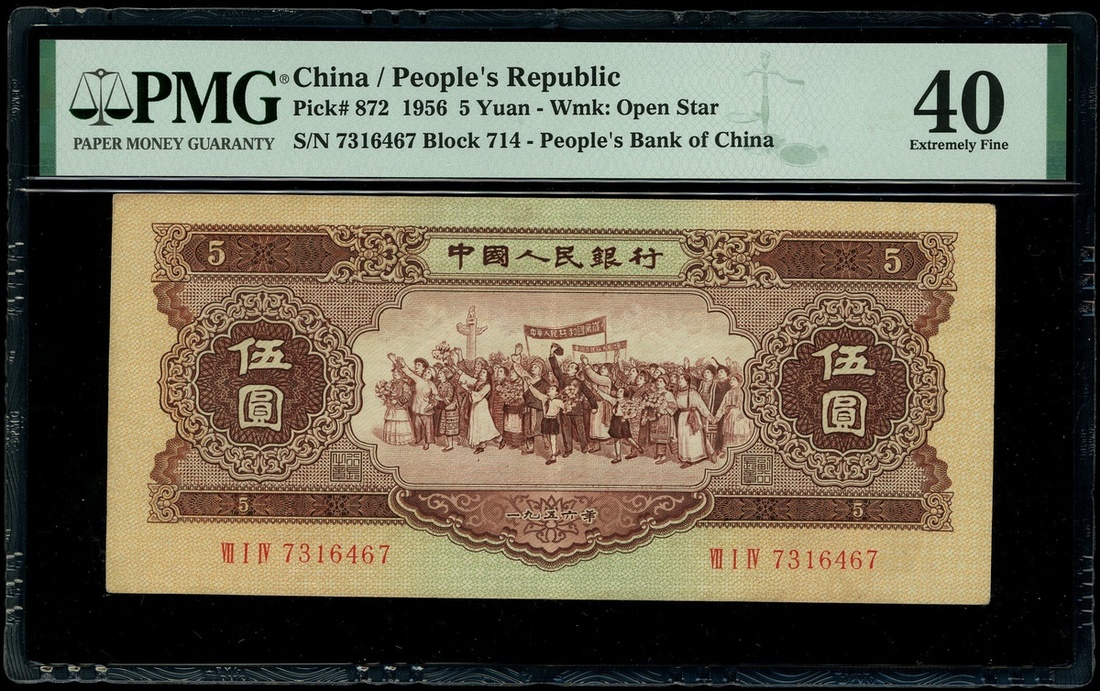 PMG®
PAPER MONEY GUARANTY
China / People's Republic
Pick# 872 1956 5 Yuan - Wmk: Open Star
S/N 7316467 Block 714 - People's Bank of China
40
Extremely Fine
5 中國人民銀行 5
伍圓 伍圓
5 一九五六年 5
Ⅶ Ⅰ Ⅳ 7316467 Ⅶ Ⅰ Ⅳ 7316467